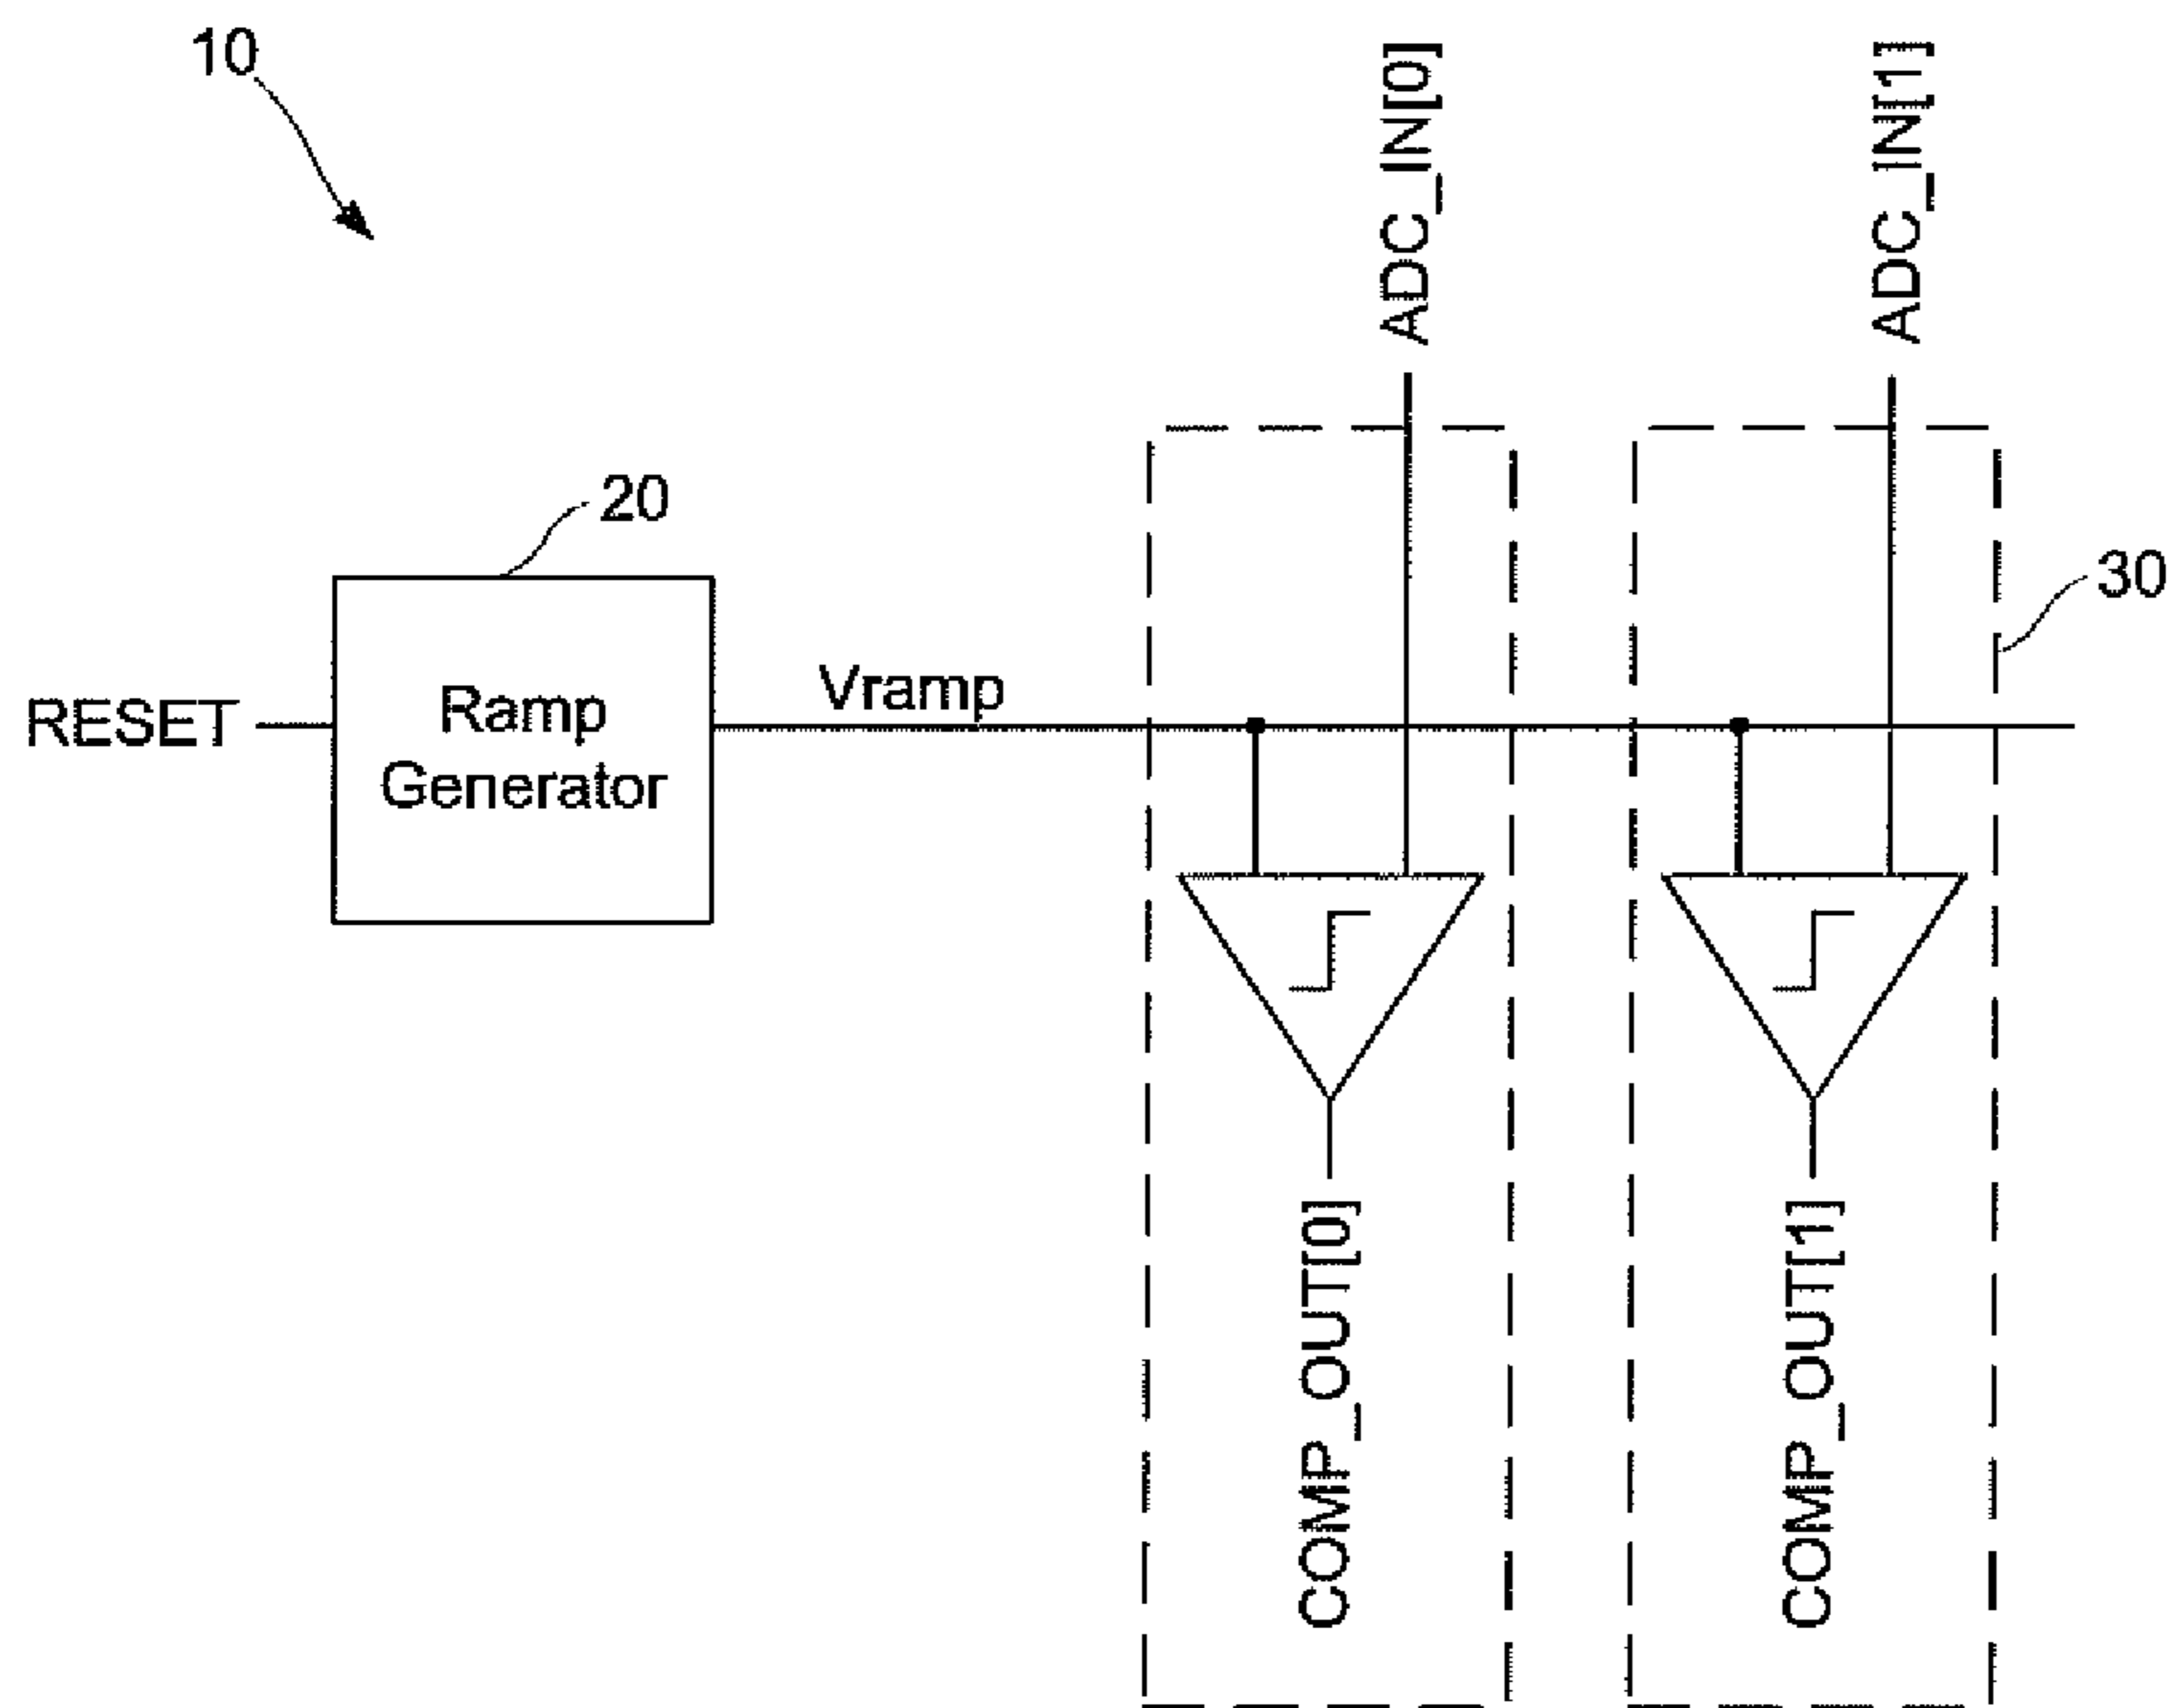 10
ADC_IN[0]
ADC_IN[1]
20
30
RESET
Ramp
Generator
Vramp
COMP_OUT[0]
COMP_OUT[1]